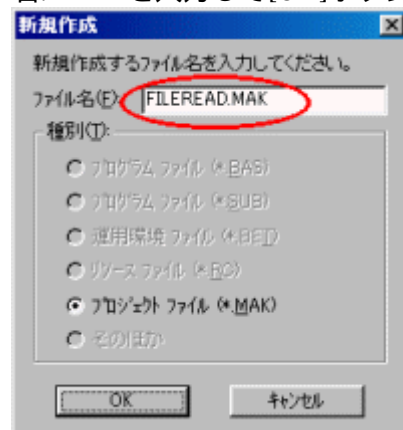 新規作成
新規作成するファイル名を入力してください。
ファイル名(F): FILEREAD.MAK
種別(T):
プログラム ファイル (*.BAS)
プログラム ファイル (*.SUB)
運用環境 ファイル (*.BED)
リソース ファイル (*.RC)
プロジェクト ファイル (*.MAK)
そのほか
OK キャンセル